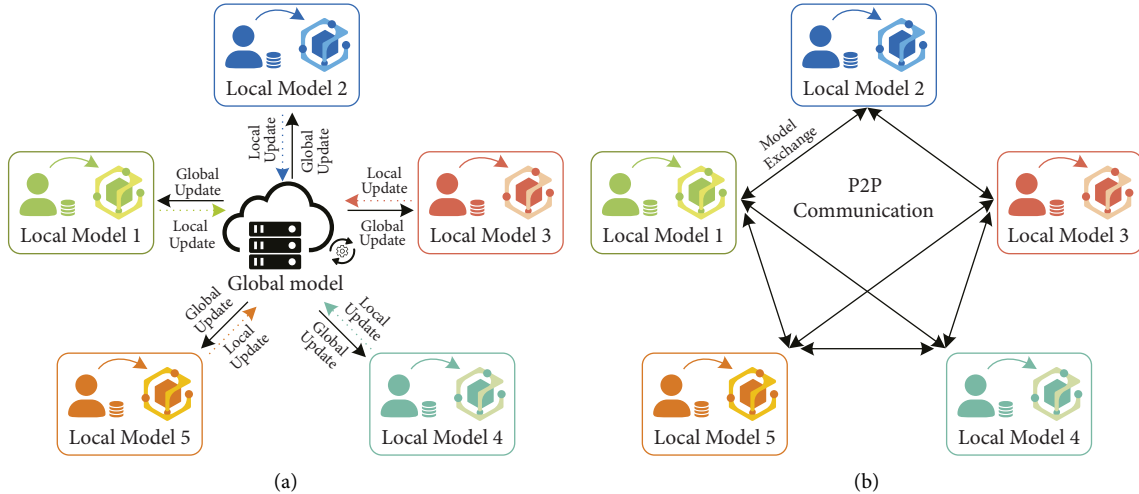 Local Model 2
Local
Update
Global
Update
Local Model 1
Global
Update
Local
Update
Local Model 3
Local
Update
Global
Update
Global model
Global
Update
Local
Update
Local
Update
Global
Update
Local Model 5
Local Model 4
(a)
Local Model 2
Model
Exchange
P2P
Communication
Local Model 1
Local Model 3
Local Model 5
Local Model 4
(b)